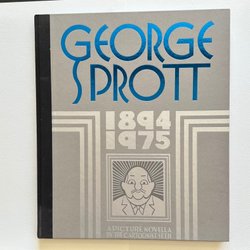 GEORGE
SPROTT
1894
1975
A PICTURE NOVELLA
BY THE CARTOONIST SETH